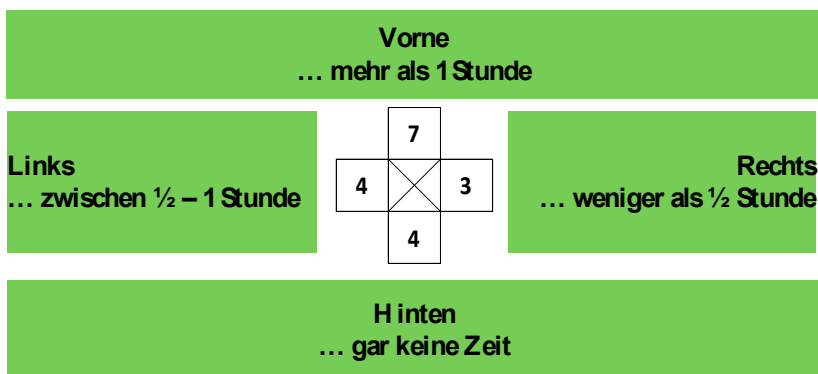 Vorne
… mehr als 1 Stunde
7
Links
… zwischen ½ – 1 Stunde
4
3
Rechts
… weniger als ½ Stunde
4
Hinten
… gar keine Zeit